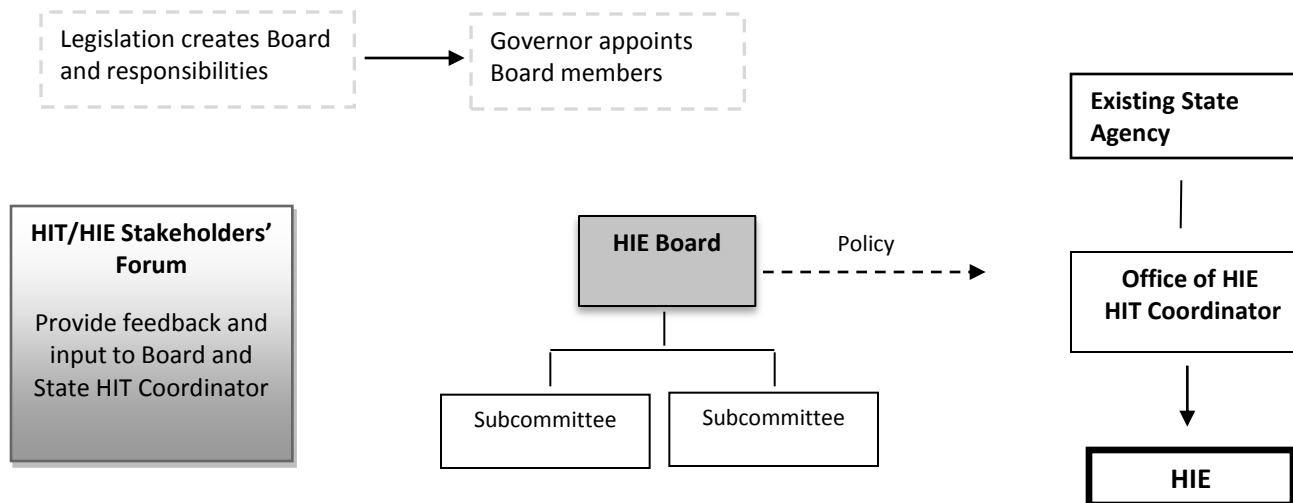 Legislation creates Board
and responsibilities
Governor appoints
Board members
Existing State
Agency
HIT/HIE Stakeholders’
Forum
Provide feedback and
input to Board and
State HIT Coordinator
HIE Board
Policy
Office of HIE
HIT Coordinator
Subcommittee
Subcommittee
HIE